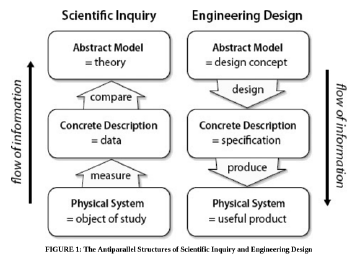 Scientific Inquiry
Engineering Design
Abstract Model
= theory
Abstract Model
= design concept
compare
design
Concrete Description
= data
Concrete Description
= specification
measure
produce
Physical System
= object of study
Physical System
= useful product
flow of information
flow of information
FIGURE 1: The Antiparallel Structures of Scientific Inquiry and Engineering Design